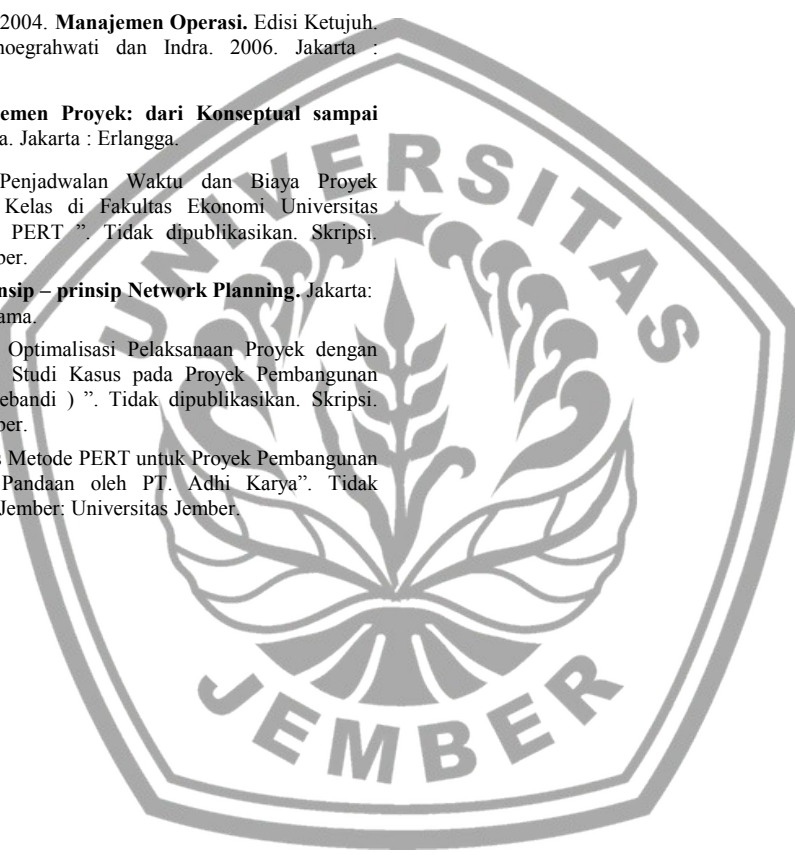 2004. Manajemen Operasi. Edisi Ketujuh.
noegrahwati dan Indra. 2006. Jakarta :
emen Proyek: dari Konseptual sampai
a. Jakarta : Erlangga.
Penjadwalan Waktu dan Biaya Proyek
Kelas di Fakultas Ekonomi Universitas
PERT ”. Tidak dipublikasikan. Skripsi.
ber.
nsip – prinsip Network Planning. Jakarta:
ama.
Optimalisasi Pelaksanaan Proyek dengan
Studi Kasus pada Proyek Pembangunan
ebandi ) ”. Tidak dipublikasikan. Skripsi.
ber.
s Metode PERT untuk Proyek Pembangunan
Pandaan oleh PT. Adhi Karya”. Tidak
Jember: Universitas Jember.
UNIVERSITAS
JEMBER